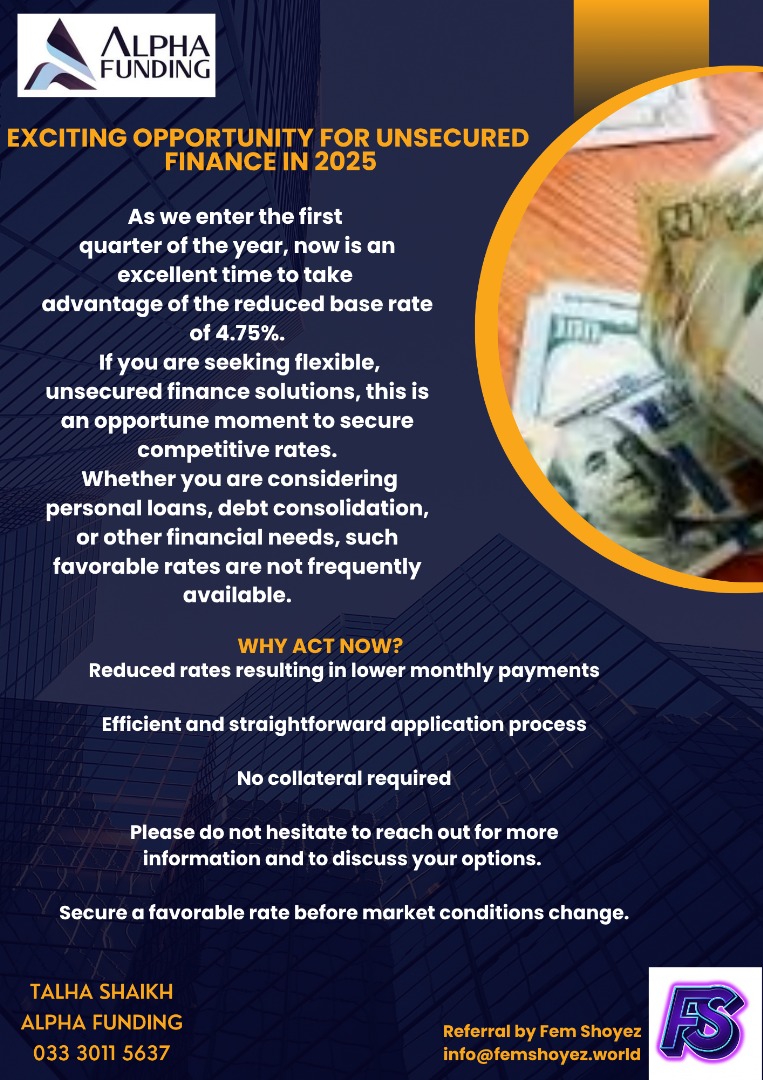 ALPHA
FUNDING
EXCITING OPPORTUNITY FOR UNSECURED
FINANCE IN 2025
As we enter the first
quarter of the year, now is an
excellent time to take
advantage of the reduced base rate
of 4.75%.
If you are seeking flexible,
unsecured finance solutions, this is
an opportune moment to secure
competitive rates.
Whether you are considering
personal loans, debt consolidation,
or other financial needs, such
favorable rates are not frequently
available.
WHY ACT NOW?
Reduced rates resulting in lower monthly payments
Efficient and straightforward application process
No collateral required
Please do not hesitate to reach out for more
information and to discuss your options.
Secure a favorable rate before market conditions change.
TALHA SHAIKH
ALPHA FUNDING
033 3011 5637
Referral by Fem Shoyez
info@femshoyez.world
FS